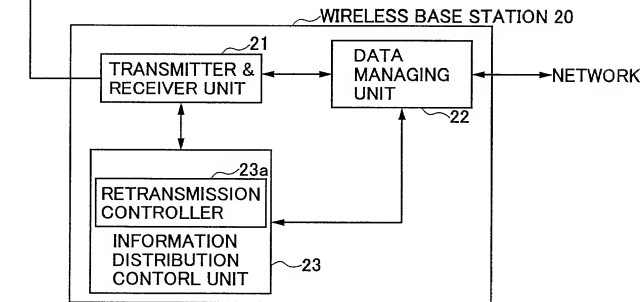 WIRELESS BASE STATION 20
21
TRANSMITTER &
RECEIVER UNIT
DATA
MANAGING
UNIT
22
NETWORK
23a
RETRANSMISSION
CONTROLLER
INFORMATION
DISTRIBUTION
CONTORL UNIT
23